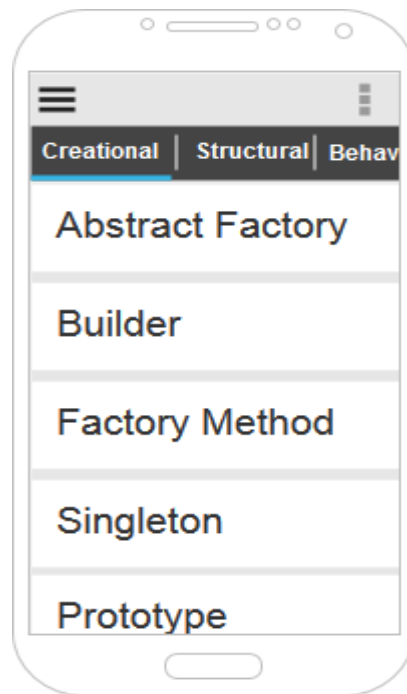 Creational | Structural | Behav
Abstract Factory
Builder
Factory Method
Singleton
Prototype